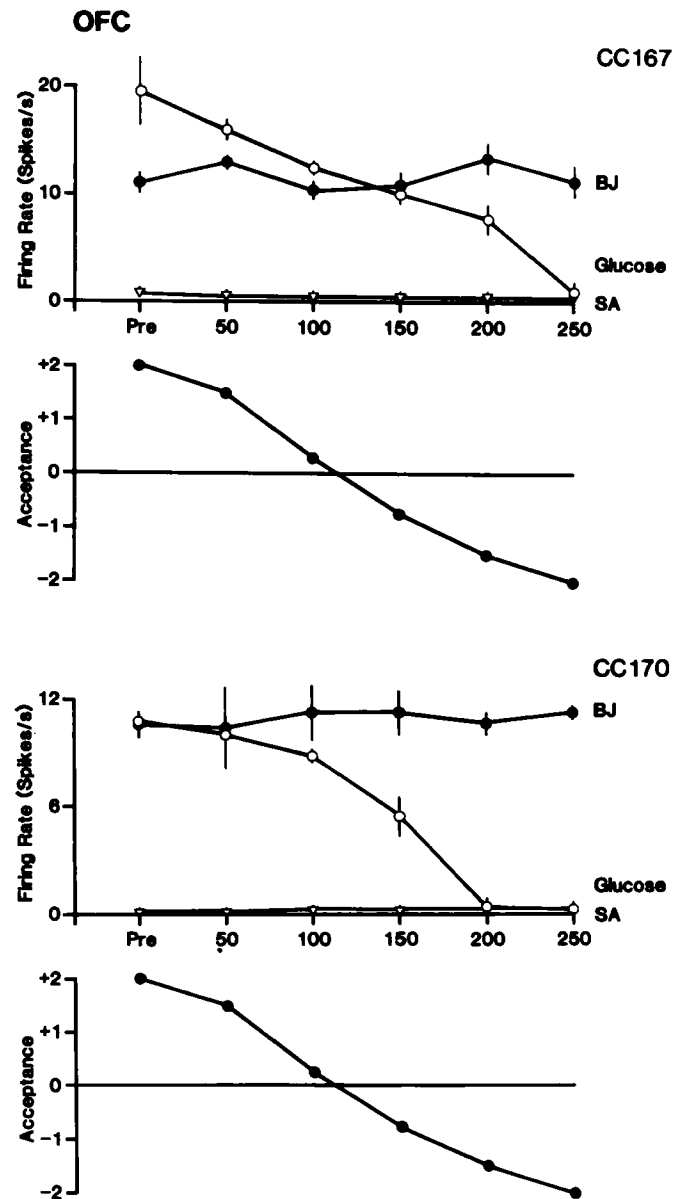 OFC
CC167
Firing Rate (Spikes/s)
20
10
0
BJ
Glucose
SA
Pre 50 100 150 200 250
Acceptance
+2
+1
0
−1
−2
CC170
Firing Rate (Spikes/s)
12
6
0
BJ
Glucose
SA
Pre 50 100 150 200 250
Acceptance
+2
+1
0
−1
−2